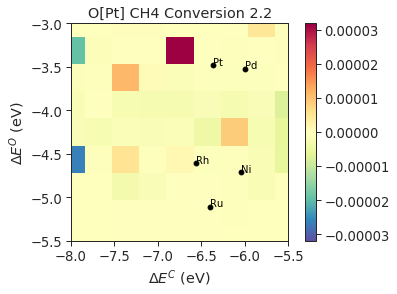 O[Pt] CH4 Conversion 2.2
−3.0
−3.5
−4.0
−4.5
−5.0
−5.5
ΔE^O (eV)
Pt
Pd
Rh
Ni
Ru
−8.0 −7.5 −7.0 −6.5 −6.0 −5.5
ΔE^C (eV)
0.00003
0.00002
0.00001
0.00000
−0.00001
−0.00002
−0.00003